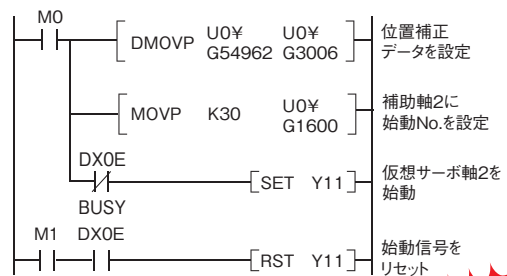 M0
DMOVP U0¥ U0¥
G54962 G3006
位置補正
データを設定
MOVP K30 U0¥
G1600
補助軸2に
始動No.を設定
DX0E
BUSY
SET Y11
仮想サーボ軸2を
始動
M1 DX0E
RST Y11
始動信号を
リセット